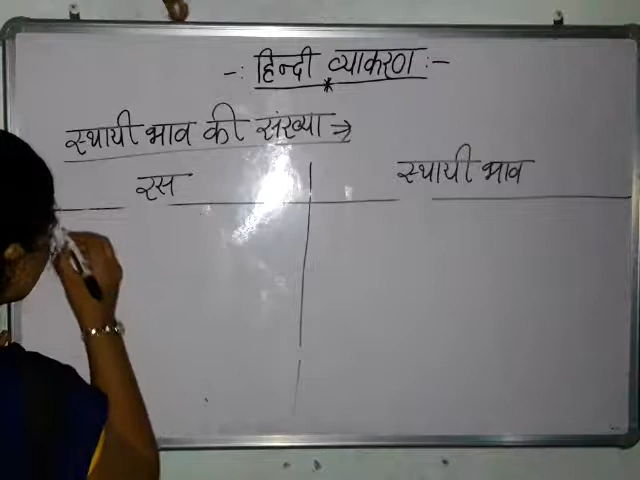 -: हिन्दी व्याकरण :-
स्थायी भाव की संख्या →
रस
स्थायी भाव